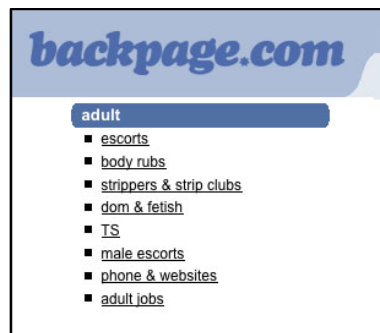 backpage.com
adult
escorts
body rubs
strippers & strip clubs
dom & fetish
TS
male escorts
phone & websites
adult jobs